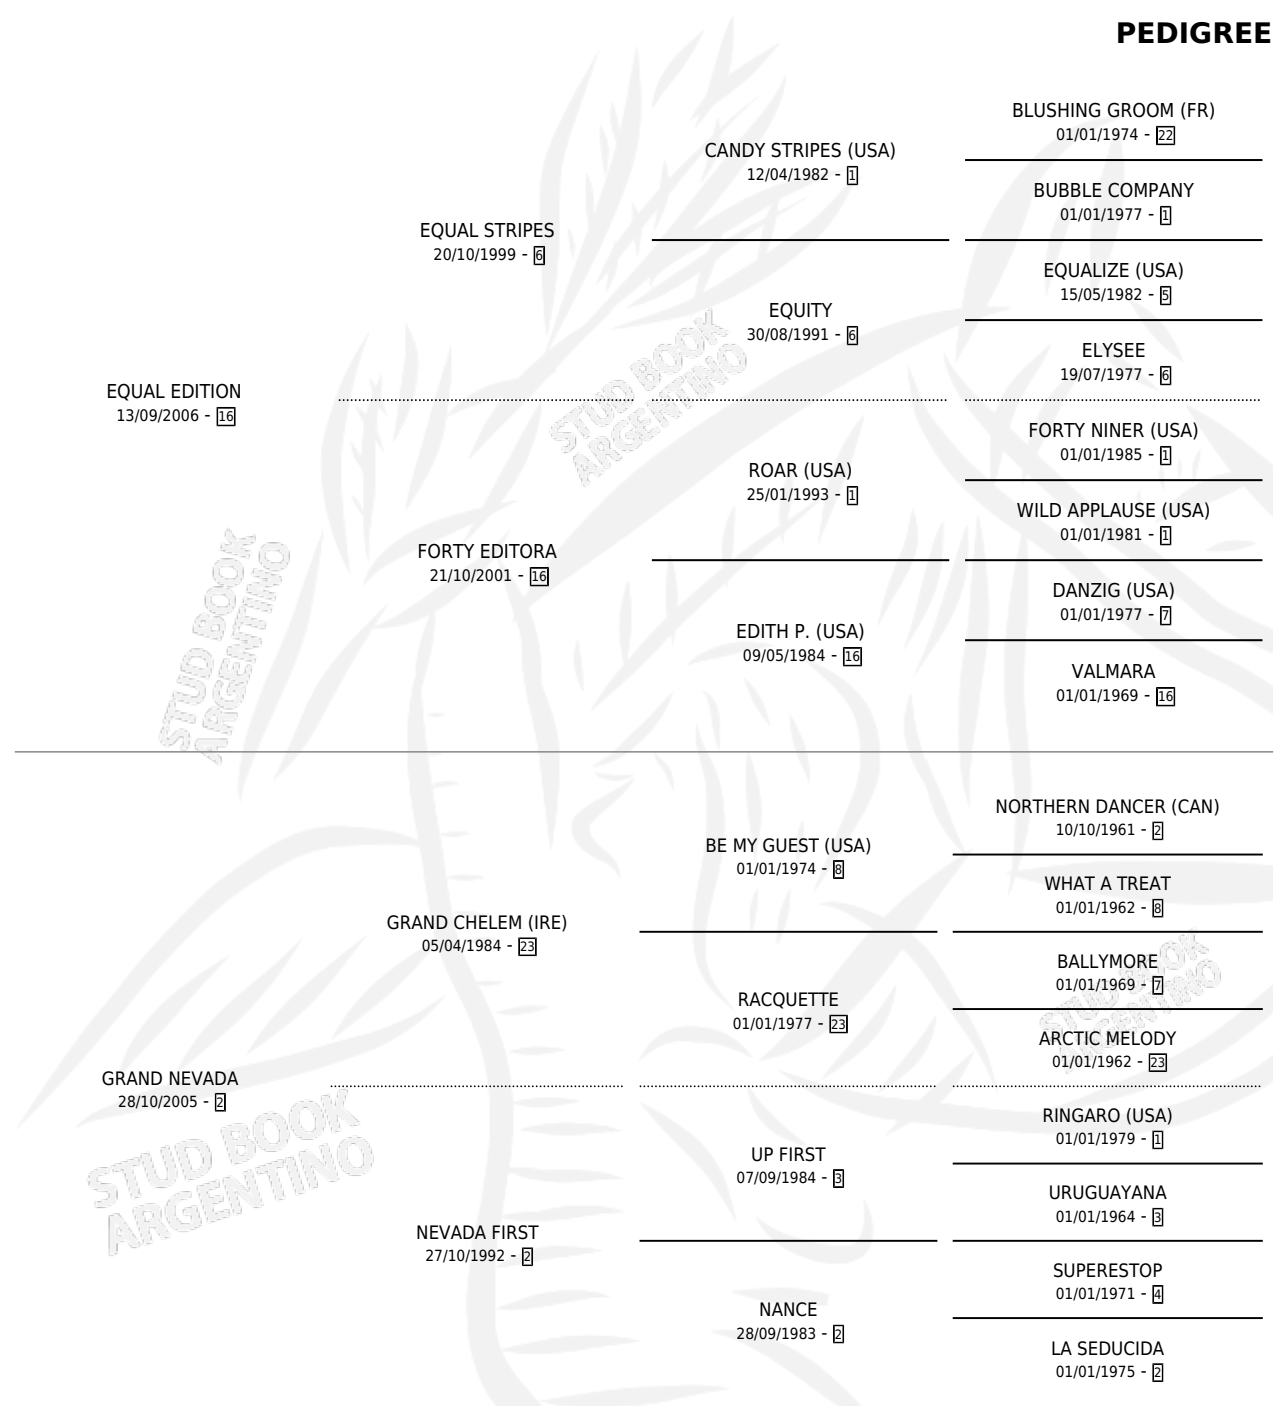 PEDIGREE
BLUSHING GROOM (FR)
01/01/1974 - 22
CANDY STRIPES (USA)
12/04/1982 - 1
BUBBLE COMPANY
01/01/1977 - 1
EQUAL STRIPES
20/10/1999 - 6
EQUALIZE (USA)
15/05/1982 - 5
EQUITY
30/08/1991 - 6
ELYSEE
19/07/1977 - 6
EQUAL EDITION
13/09/2006 - 16
FORTY NINER (USA)
01/01/1985 - 1
ROAR (USA)
25/01/1993 - 1
WILD APPLAUSE (USA)
01/01/1981 - 1
FORTY EDITORA
21/10/2001 - 16
DANZIG (USA)
01/01/1977 - 7
EDITH P. (USA)
09/05/1984 - 16
VALMARA
01/01/1969 - 16
NORTHERN DANCER (CAN)
10/10/1961 - 2
BE MY GUEST (USA)
01/01/1974 - 8
WHAT A TREAT
01/01/1962 - 8
GRAND CHELEM (IRE)
05/04/1984 - 23
BALLYMORE
01/01/1969 - 7
RACQUETTE
01/01/1977 - 23
ARCTIC MELODY
01/01/1962 - 23
GRAND NEVADA
28/10/2005 - 2
RINGARO (USA)
01/01/1979 - 1
UP FIRST
07/09/1984 - 3
URUGUAYANA
01/01/1964 - 3
NEVADA FIRST
27/10/1992 - 2
SUPERESTOP
01/01/1971 - 4
NANCE
28/09/1983 - 2
LA SEDUCIDA
01/01/1975 - 2
STUD BOOK
ARGENTINO
STUD BOOK
ARGENTINO
STUD BOOK
ARGENTINO
STUD BOOK
ARGENTINO